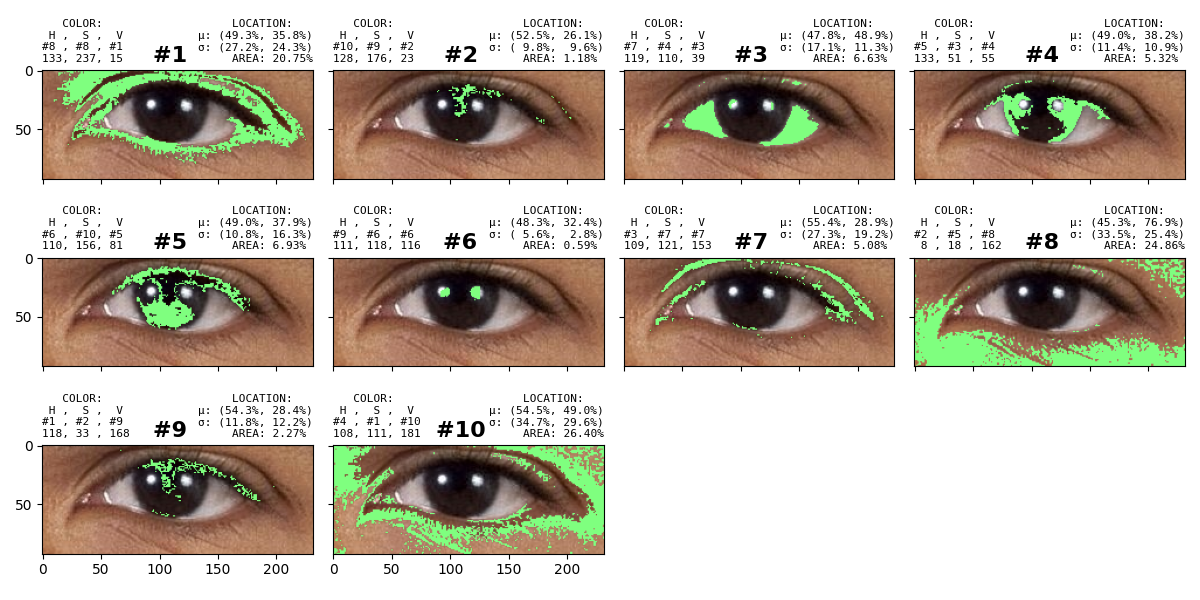 COLOR: LOCATION:
H , S , V μ: (49.3%, 35.8%)
#8 , #8 , #1 #1 σ: (27.2%, 24.3%)
133, 237, 15 AREA: 20.75%
COLOR: LOCATION:
H , S , V μ: (52.5%, 26.1%)
#10, #9 , #2 #2 σ: ( 9.8%, 9.6%)
128, 176, 23 AREA: 1.18%
COLOR: LOCATION:
H , S , V μ: (47.8%, 48.9%)
#7 , #4 , #3 #3 σ: (17.1%, 11.3%)
119, 110, 39 AREA: 6.63%
COLOR: LOCATION:
H , S , V μ: (49.0%, 38.2%)
#5 , #3 , #4 #4 σ: (11.4%, 10.9%)
133, 51 , 55 AREA: 5.32%
0
50
COLOR: LOCATION:
H , S , V μ: (49.0%, 37.9%)
#6 , #10, #5 #5 σ: (10.8%, 16.3%)
110, 156, 81 AREA: 6.93%
COLOR: LOCATION:
H , S , V μ: (48.3%, 32.4%)
#9 , #6 , #6 #6 σ: ( 5.6%, 2.8%)
111, 118, 116 AREA: 0.59%
COLOR: LOCATION:
H , S , V μ: (55.4%, 28.9%)
#3 , #7 , #7 #7 σ: (27.3%, 19.2%)
109, 121, 153 AREA: 5.08%
COLOR: LOCATION:
H , S , V μ: (45.3%, 76.9%)
#2 , #5 , #8 #8 σ: (33.5%, 25.4%)
8 , 18 , 162 AREA: 24.86%
0
50
COLOR: LOCATION:
H , S , V μ: (54.3%, 28.4%)
#1 , #2 , #9 #9 σ: (11.8%, 12.2%)
118, 33 , 168 AREA: 2.27%
COLOR: LOCATION:
H , S , V μ: (54.5%, 49.0%)
#4 , #1 , #10 #10 σ: (34.7%, 29.6%)
108, 111, 181 AREA: 26.40%
0
50
0 50 100 150 200
0 50 100 150 200